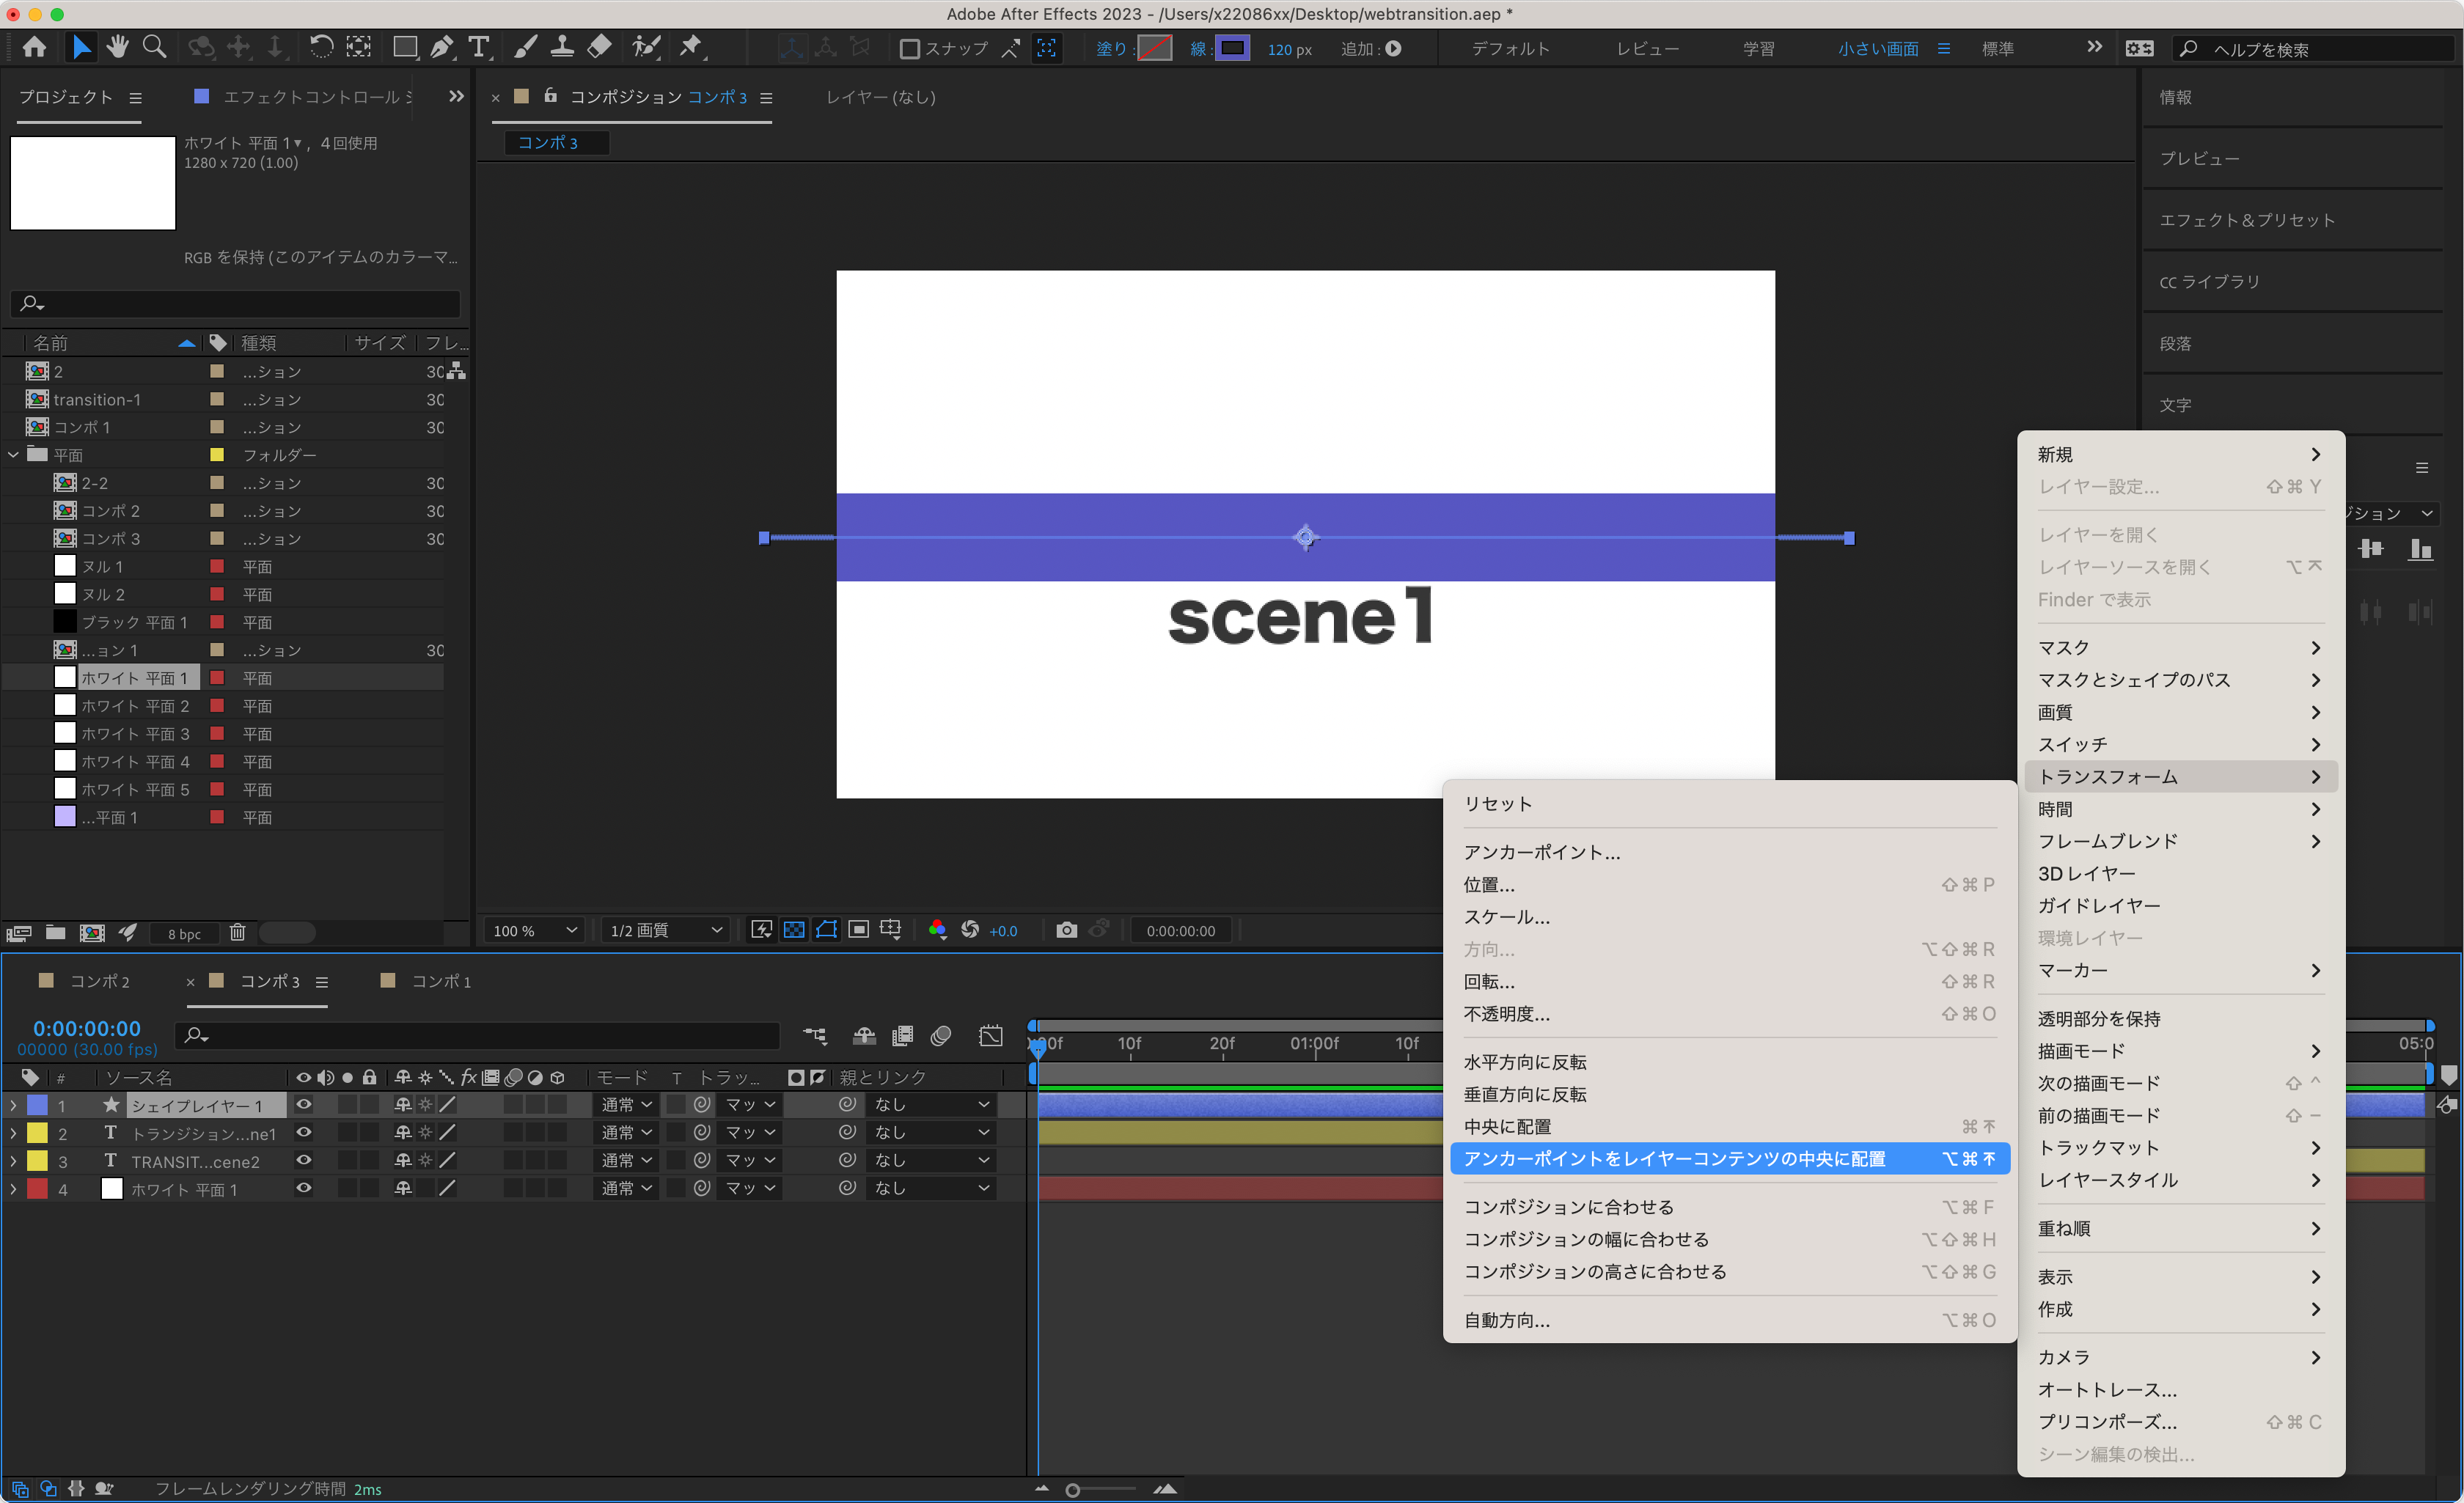 Adobe After Effects 2023 - /Users/x22086xx/Desktop/webtransition.aep *
スナップ
塗り :
線 :
120 px
追加 :
デフォルト
レビュー
学習
小さい画面
標準
ヘルプを検索
プロジェクト
エフェクトコントロール シ
コンポジション コンポ 3
レイヤー (なし)
コンポ 3
ホワイト 平面 1▼, 4 回使用
1280 x 720 (1.00)
RGB を保持 (このアイテムのカラーマ...
名前 種類 サイズ フレ...
2 ...ション 30
transition-1 ...ション 30
コンポ 1 ...ション 30
平面 フォルダー
2-2 ...ション 30
コンポ 2 ...ション 30
コンポ 3 ...ション 30
ヌル 1 平面
ヌル 2 平面
ブラック 平面 1 平面
...ョン 1 ...ション 30
ホワイト 平面 1 平面
ホワイト 平面 2 平面
ホワイト 平面 3 平面
ホワイト 平面 4 平面
ホワイト 平面 5 平面
...平面 1 平面
8 bpc
scene1
100 %
1/2 画質
+0.0
0:00:00:00
情報
プレビュー
エフェクト＆プリセット
CC ライブラリ
段落
文字
ジション
新規
レイヤー設定... ⇧⌘Y
レイヤーを開く
レイヤーソースを開く ⌥⌤
Finder で表示
マスク
マスクとシェイプのパス
画質
スイッチ
トランスフォーム
時間
フレームブレンド
3D レイヤー
ガイドレイヤー
環境レイヤー
マーカー
透明部分を保持
描画モード
次の描画モード ⇧^
前の描画モード ⇧−
トラックマット
レイヤースタイル
重ね順
表示
作成
カメラ
オートトレース...
プリコンポーズ... ⇧⌘C
シーン編集の検出...
リセット
アンカーポイント...
位置... ⇧⌘P
スケール...
方向... ⌥⇧⌘R
回転... ⇧⌘R
不透明度... ⇧⌘O
水平方向に反転
垂直方向に反転
中央に配置 ⌘↖
アンカーポイントをレイヤーコンテンツの中央に配置 ⌥⌘↖
コンポジションに合わせる ⌥⌘F
コンポジションの幅に合わせる ⌥⇧⌘H
コンポジションの高さに合わせる ⌥⇧⌘G
自動方向... ⌥⌘O
コンポ 2
コンポ 3
コンポ 1
0:00:00:00
00000 (30.00 fps)
00f 10f 20f 01:00f 10f 05:0
# ソース名 fx モード T トラッ... 親とリンク
1 シェイプレイヤー 1 通常 マッ なし
2 T トランジション...ne1 通常 マッ なし
3 T TRANSIT...cene2 通常 マッ なし
4 ホワイト 平面 1 通常 マッ なし
フレームレンダリング時間 2ms